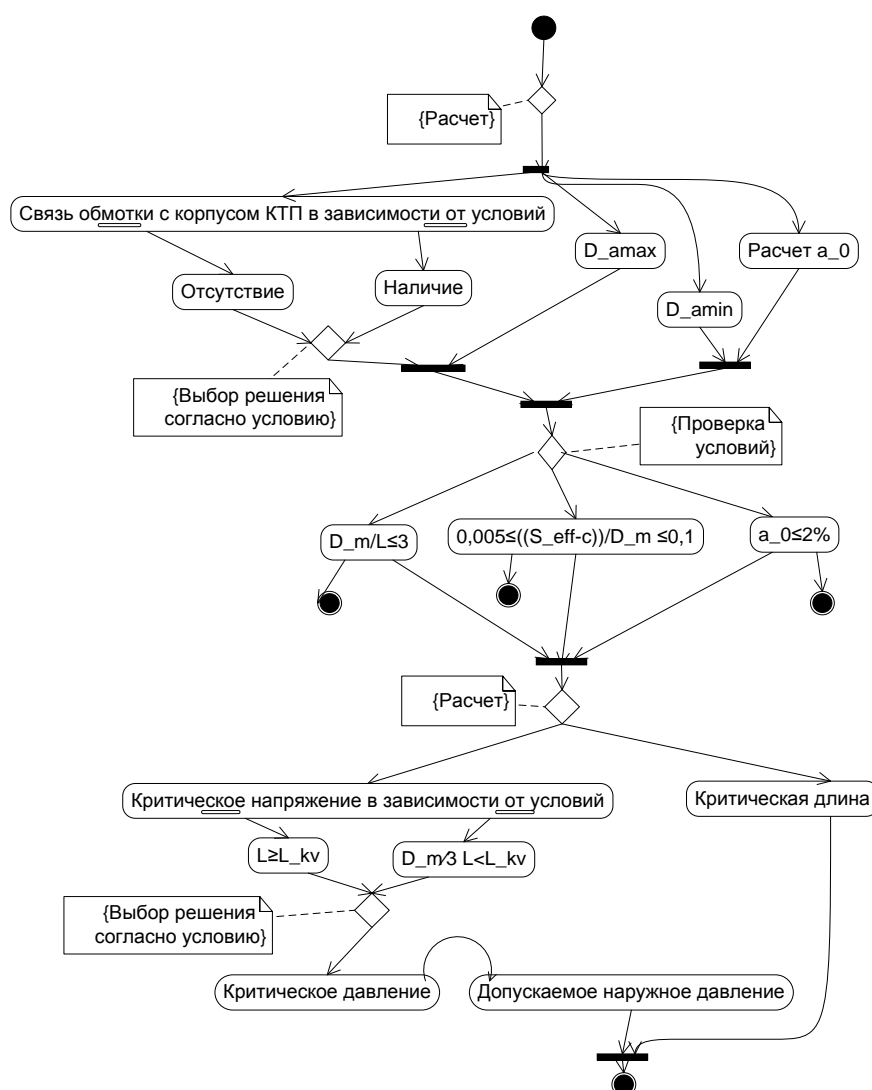 {Расчет}
Связь обмотки с корпусом КТП в зависимости от условий
D_amax
Расчет a_0
Отсутствие
Наличие
D_amin
{Выбор решения
согласно условию}
{Проверка
условий}
D_m/L≤3
0,005≤((S_eff-c))/D_m ≤0,1
a_0≤2%
{Расчет}
Критическое напряжение в зависимости от условий
Критическая длина
L≥L_kv
D_m∕3 L<L_kv
{Выбор решения
согласно условию}
Критическое давление
Допускаемое наружное давление